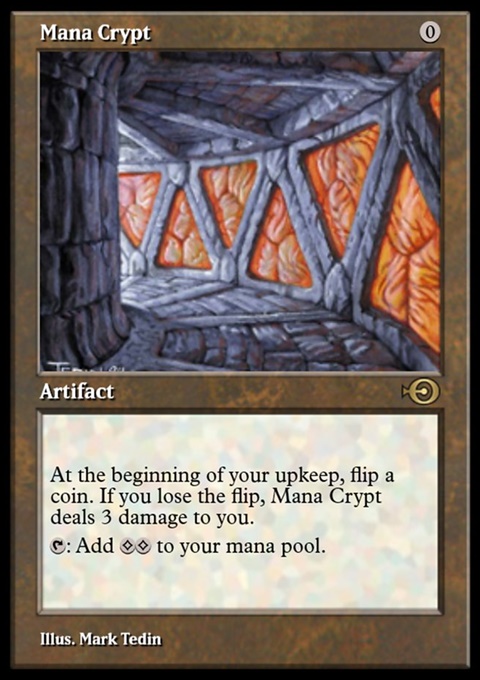 Mana Crypt 0
Artifact
At the beginning of your upkeep, flip a
coin. If you lose the flip, Mana Crypt
deals 3 damage to you.
: Add to your mana pool.
Illus. Mark Tedin